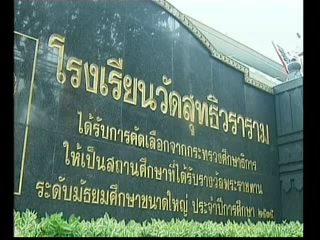 โรงเรียนวัดสุทธิวราราม
ได้รับการคัดเลือกจากกระทรวงศึกษาธิการ
ให้เป็นสถานศึกษาที่ได้รับรางวัลพระราชทาน
ระดับมัธยมศึกษาขนาดใหญ่ ประจำปีการศึกษา